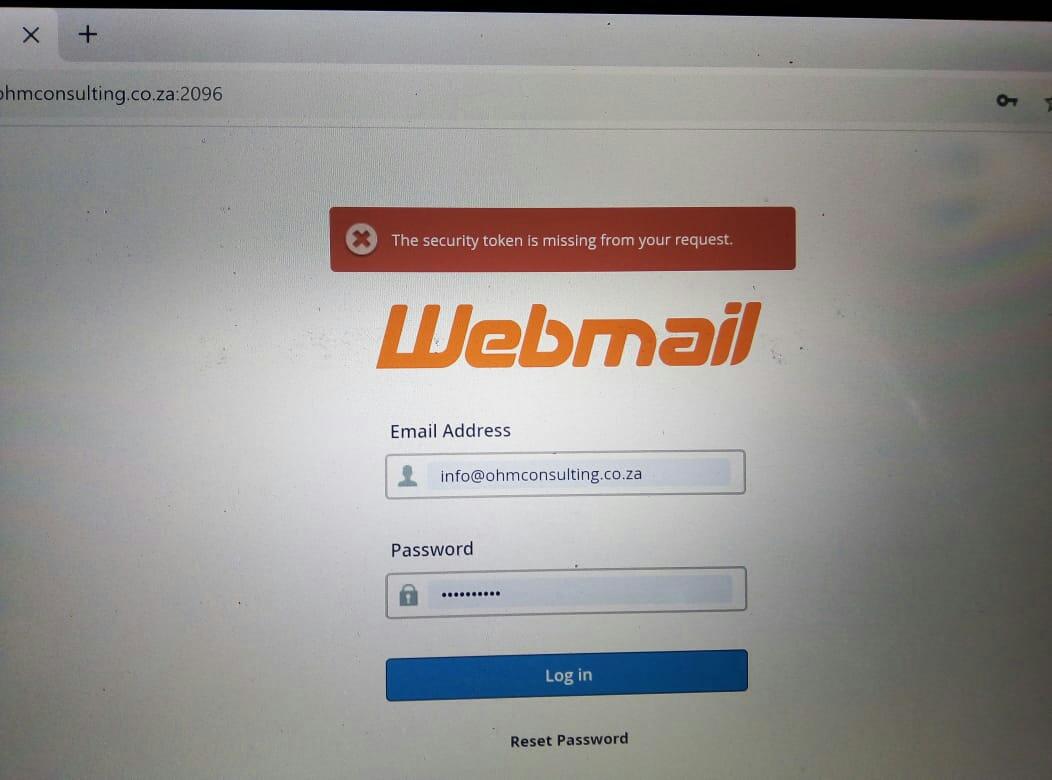 ohmconsulting.co.za:2096
The security token is missing from your request.
Webmail
Email Address
info@ohmconsulting.co.za
Password
••••••••••
Log in
Reset Password